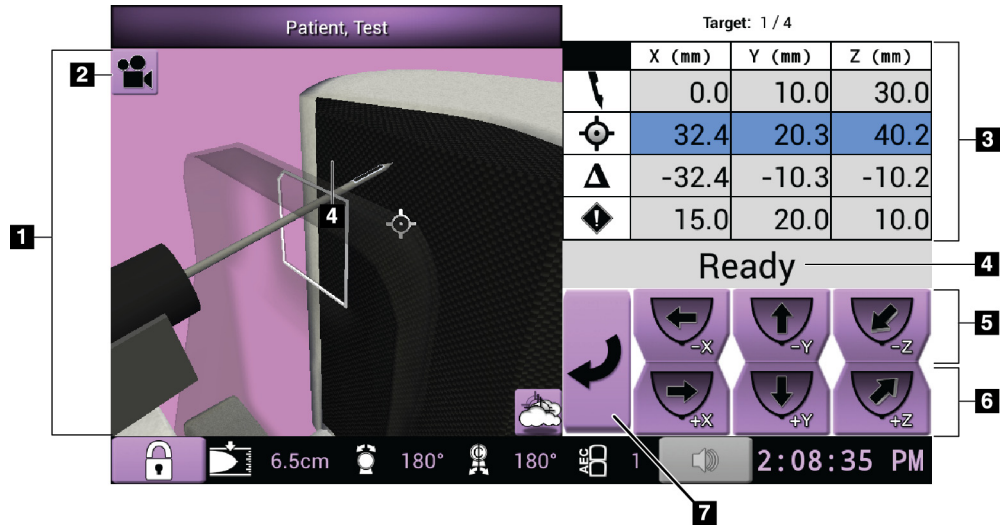 Patient, Test
Target: 1 / 4
X (mm) Y (mm) Z (mm)
0.0 10.0 30.0
32.4 20.3 40.2
Δ -32.4 -10.3 -10.2
! 15.0 20.0 10.0
Ready
-X -Y -Z
+X +Y +Z
6.5cm 180° 180° AEC 1 2:08:35 PM
1
2
4
3
4
5
6
7